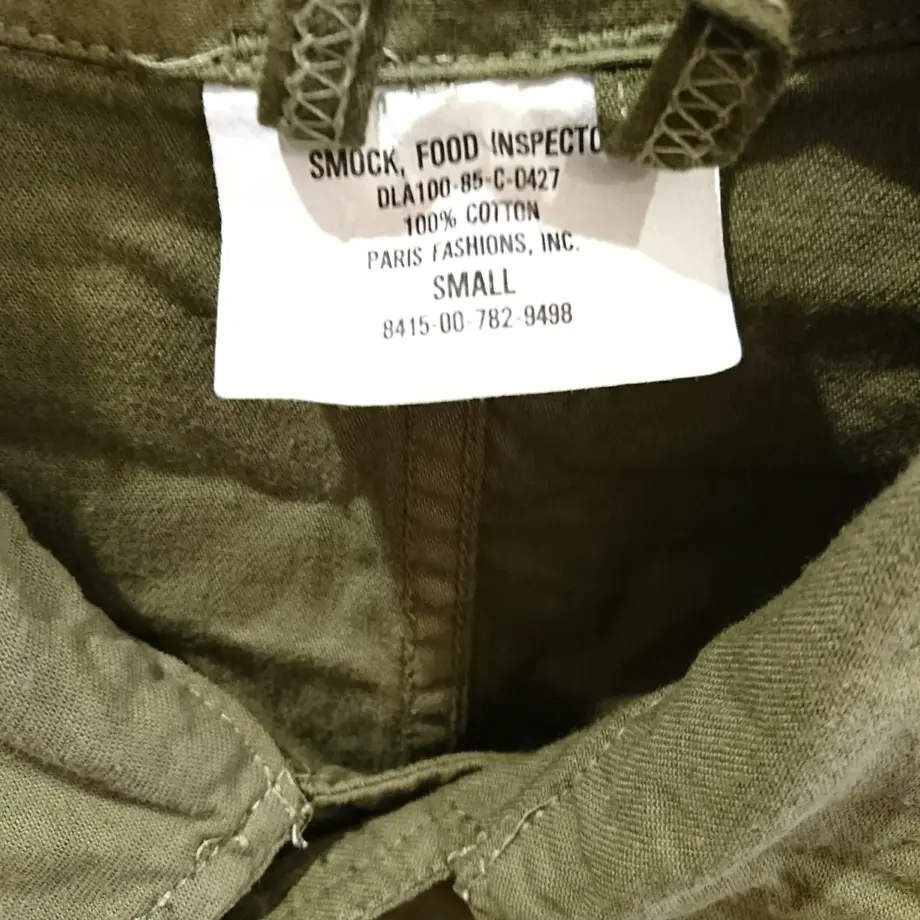 SMOCK, FOOD INSPECTO
DLA100-85-C-0427
100% COTTON
PARIS FASHIONS, INC.
SMALL
8415-00-782-9498